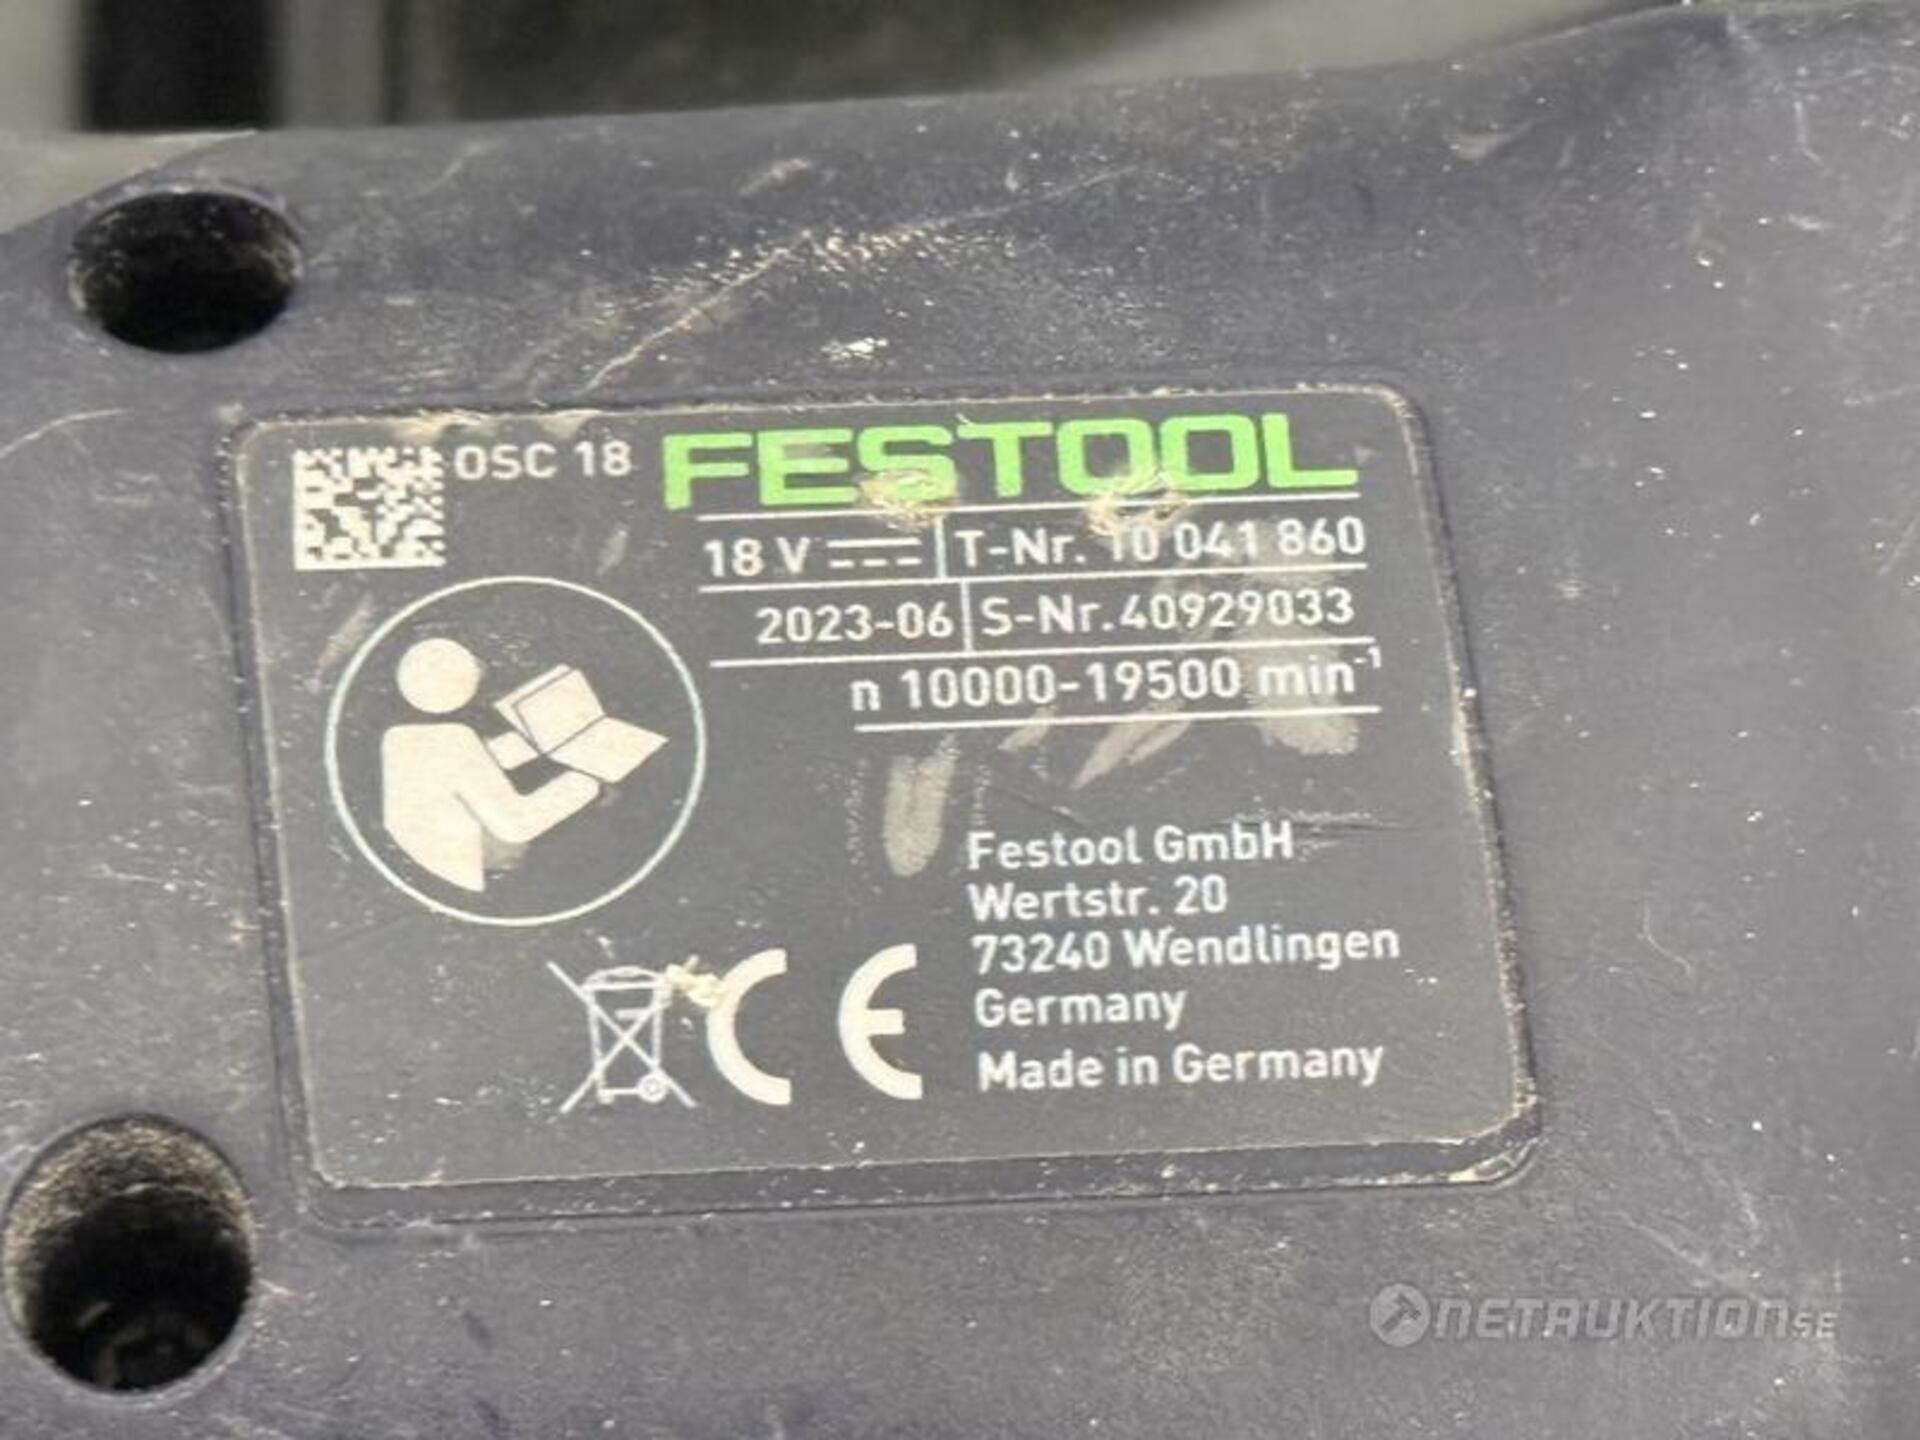 OSC 18 FESTOOL
18 V T-Nr. 10 041 860
2023-06 S-Nr. 40929033
n 10000-19500 min⁻¹
Festool GmbH
Wertstr. 20
73240 Wendlingen
Germany
Made in Germany
CE
NETAUKTION.SE